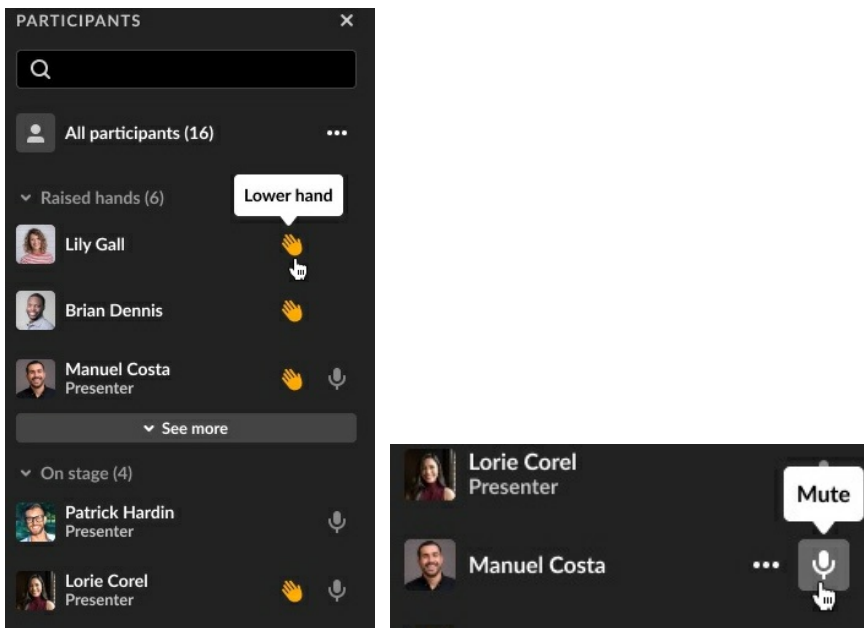 PARTICIPANTS
All participants (16)
Raised hands (6)
Lower hand
Lily Gall
Brian Dennis
Manuel Costa
Presenter
See more
On stage (4)
Patrick Hardin
Presenter
Lorie Corel
Presenter
Lorie Corel
Presenter
Mute
Manuel Costa